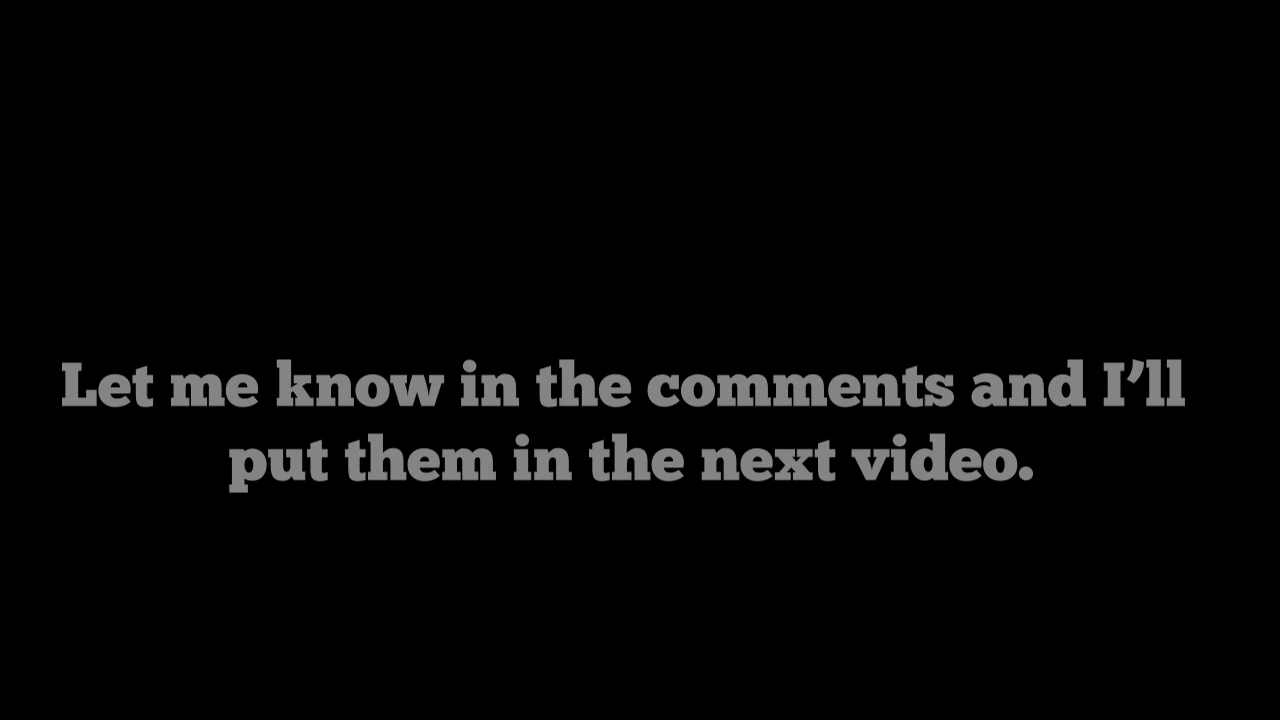 Let me know in the comments and I’ll
put them in the next video.